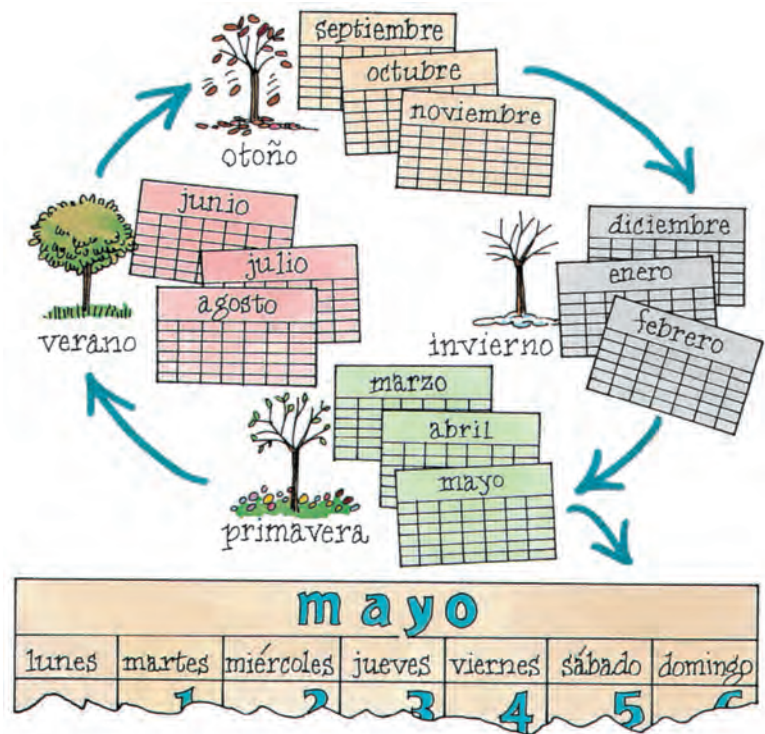 septiembre
octubre
noviembre
otoño
junio
julio
agosto
verano
diciembre
enero
febrero
invierno
marzo
abril
mayo
primavera
mayo
lunes martes miércoles jueves viernes sábado domingo
1 2 3 4 5 6